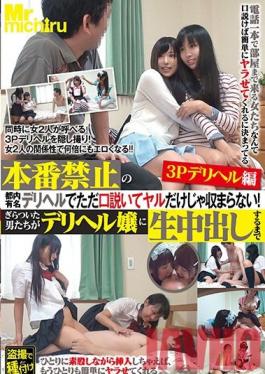 Mr
michiru
電話一本で部屋まで来る女たちなんて
口説けば簡単にヤラせてくれるに決まってる
同時に女2人が呼べる!
3Pデリヘルを隠し撮り!
女2人の関係性で何倍にもエロくなる!!
本番禁止の
3Pデリヘル編
都内有名デリヘルでただ口説いてヤルだけじゃ収まらない!
ぎらついた男たちがデリヘル嬢に
生中出しするまで
盗撮で種付け
ひとりに素股しながら挿入しちゃえば、
もうひとりも簡単にヤラせてくれる